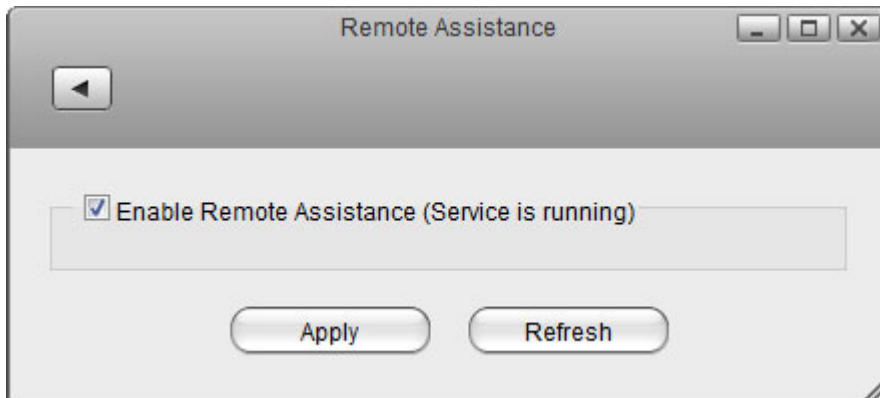 Remote Assistance
Enable Remote Assistance (Service is running)
Apply
Refresh